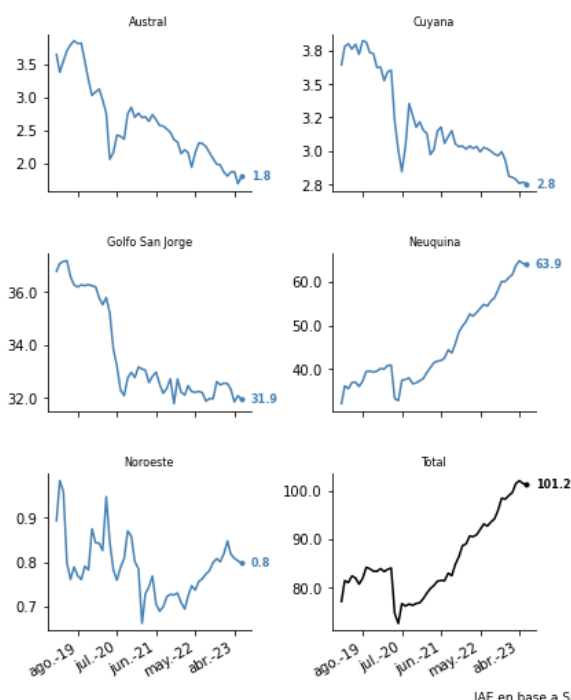 Austral
3.5
3.0
2.5
2.0
1.8
Cuyana
3.8
3.5
3.2
3.0
2.8
2.8
Golfo San Jorge
36.0
34.0
32.0
31.9
Neuquina
60.0
50.0
40.0
63.9
Noroeste
0.9
0.8
0.7
0.8
ago.-19
jul.-20
jun.-21
may.-22
abr.-23
Total
100.0
90.0
80.0
101.2
ago.-19
jul.-20
jun.-21
may.-22
abr.-23
IAE en base a S